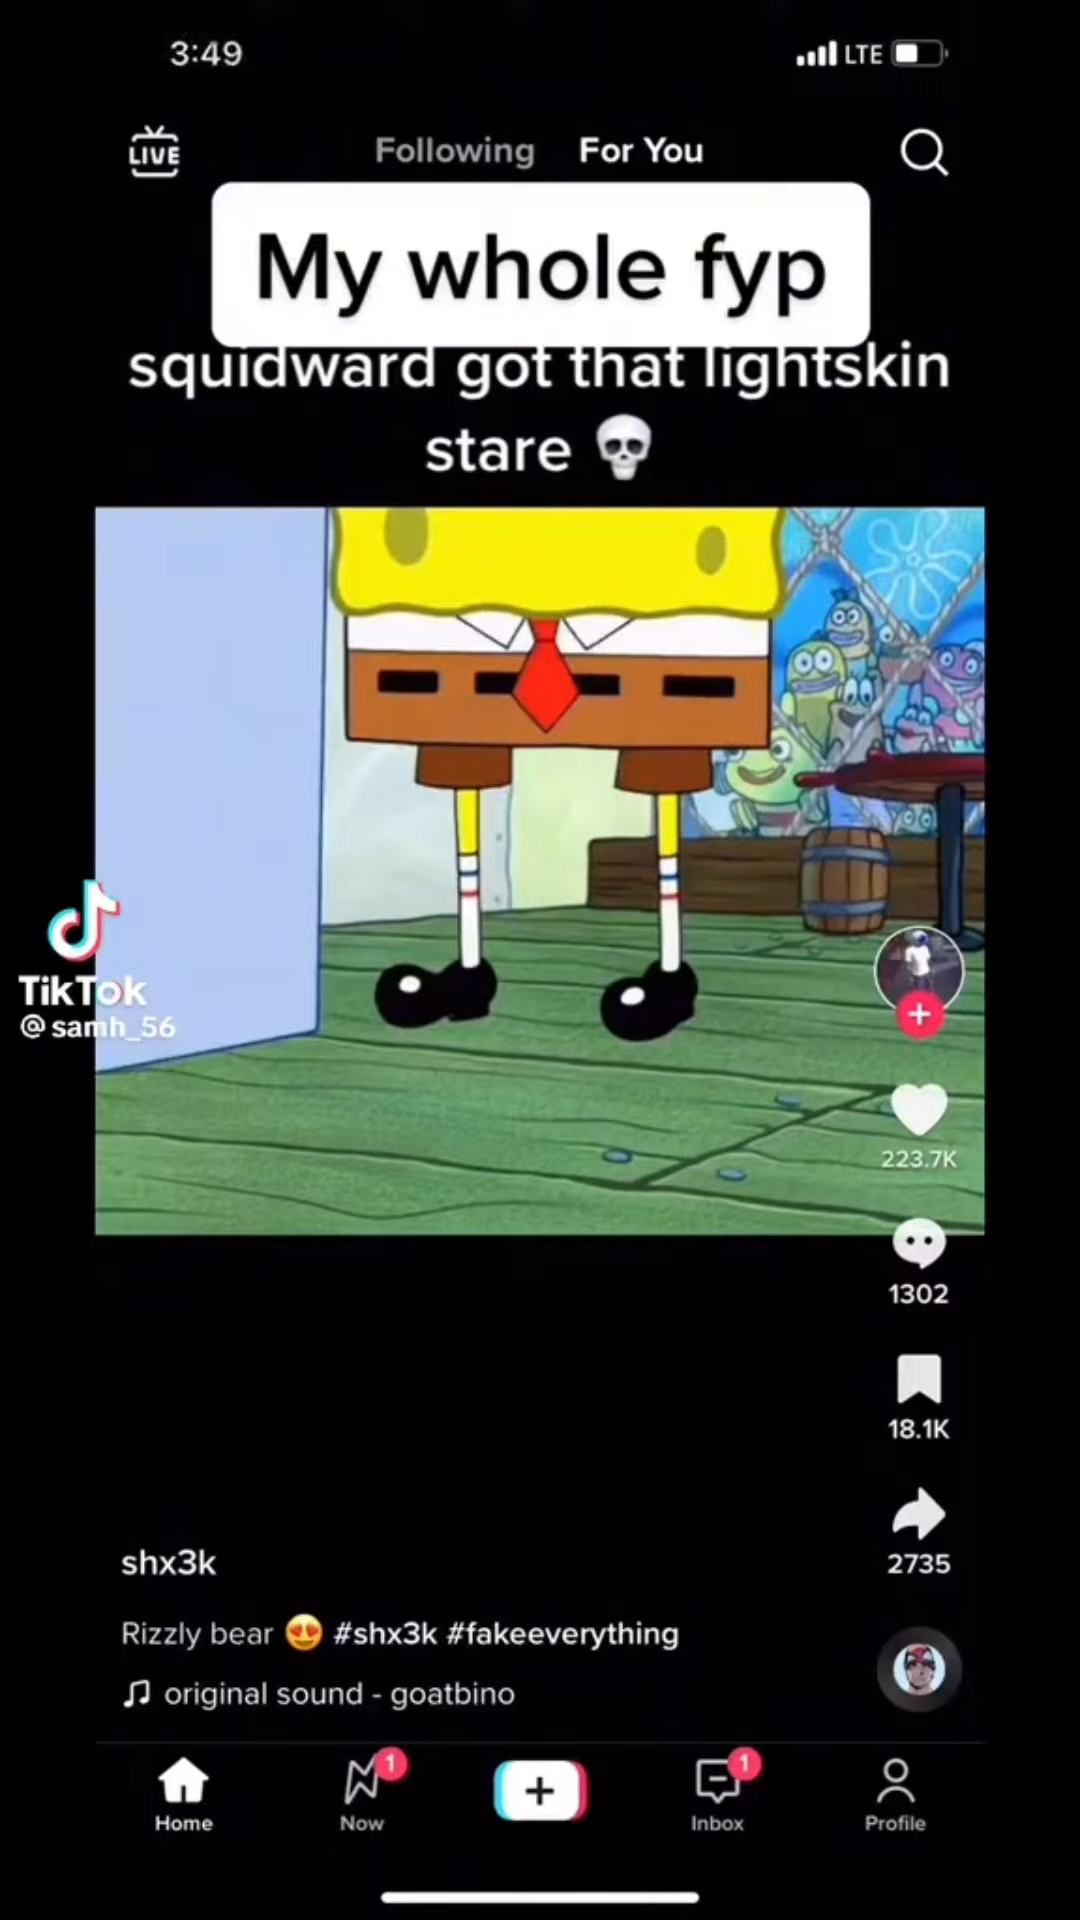 3:49
LTE
LIVE
Following
For You
My whole fyp
squidward got that lightskin
stare 💀
TikTok
@samh_56
223.7K
1302
18.1K
2735
shx3k
Rizzly bear 😍 #shx3k #fakeeverything
original sound - goatbino
1
1
Home
Now
Inbox
Profile